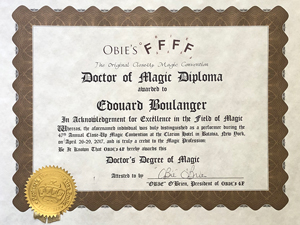 OBIE'S FFFF
The Original Close-Up Magic Convention
Doctor of Magic Diploma
awarded to
Edouard Boulanger
In Acknowledgement for Excellence in the Field of Magic
Whereas, the aforenamed individual was duly distinguished as a performer during the
47th Annual Close-Up Magic Convention at the Clarion Hotel in Batavia, New York,
on April 26-29, 2017, and is truly a credit to the Magic Profession.
Be It Known That OBIE'S 4F hereby awards this
Doctor's Degree of Magic
Attested to by
"OBIE" O'Brien, President of OBIE'S 4F